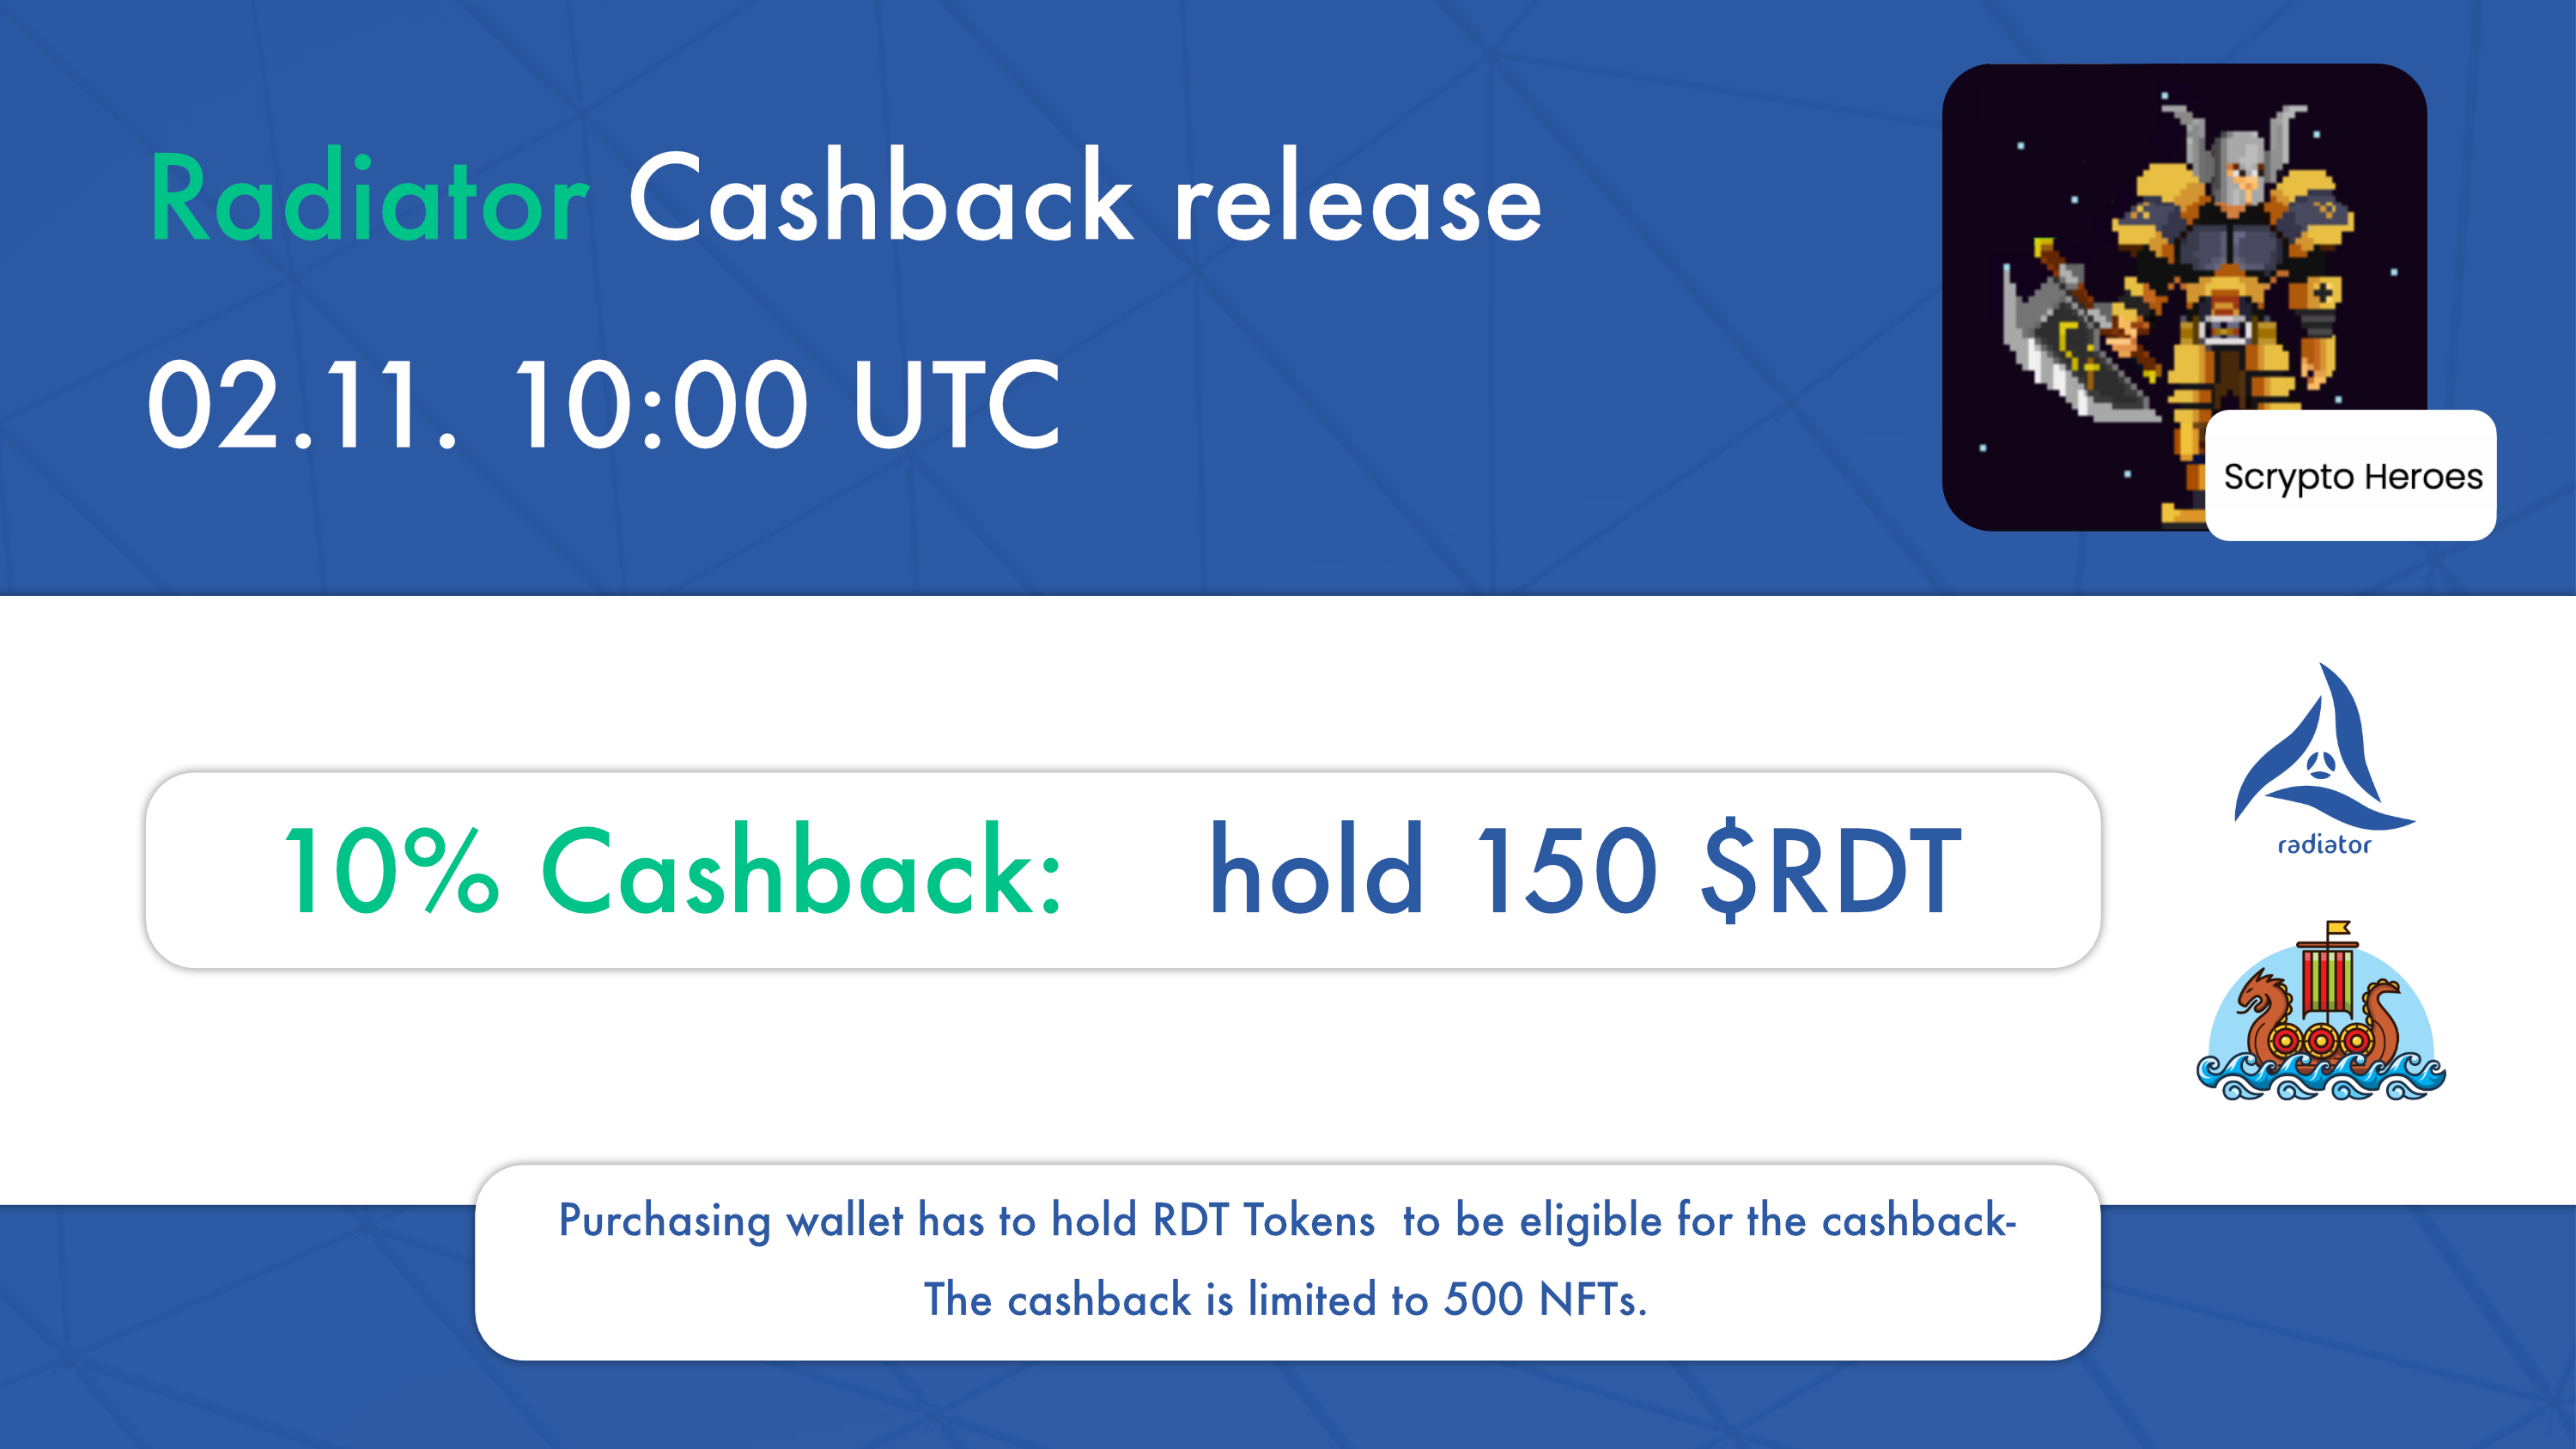 Radiator Cashback release
02.11. 10:00 UTC
Scrypto Heroes
10% Cashback: hold 150 $RDT
radiator
Purchasing wallet has to hold RDT Tokens  to be eligible for the cashback-
The cashback is limited to 500 NFTs.